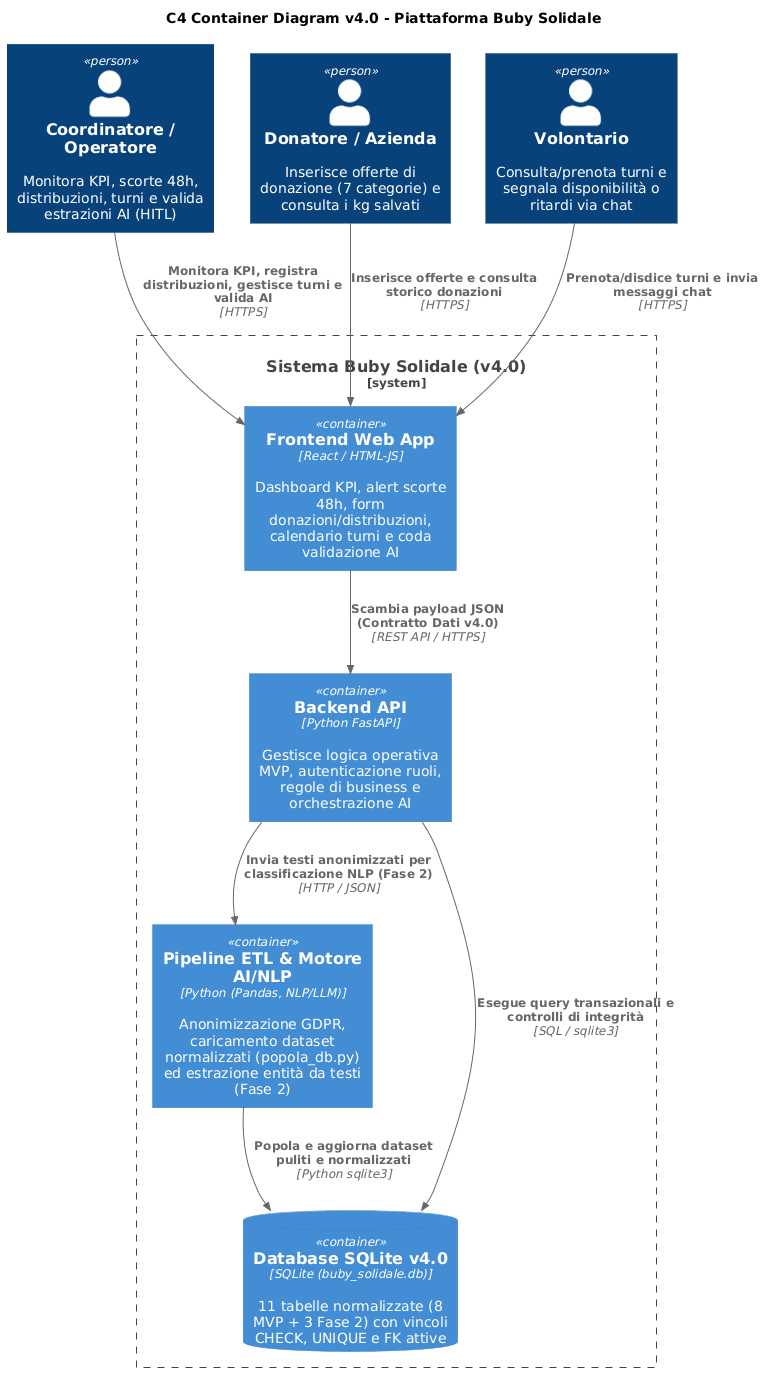 C4 Container Diagram v4.0 - Piattaforma Buby Solidale
«person»
Coordinatore /
Operatore
Monitora KPI, scorte 48h,
distribuzioni, turni e valida
estrazioni AI (HITL)
«person»
Donatore / Azienda
Inserisce offerte di
donazione (7 categorie) e
consulta i kg salvati
«person»
Volontario
Consulta/prenota turni e
segnala disponibilità o
ritardi via chat
Monitora KPI, registra
distribuzioni, gestisce turni e
valida AI
[HTTPS]
Inserisce offerte e consulta
storico donazioni
[HTTPS]
Prenota/disdice turni e invia
messaggi chat
[HTTPS]
Sistema Buby Solidale (v4.0)
[system]
«container»
Frontend Web App
[React / HTML-JS]
Dashboard KPI, alert scorte
48h, form
donazioni/distribuzioni,
calendario turni e coda
validazione AI
Scambia payload JSON
(Contratto Dati v4.0)
[REST API / HTTPS]
«container»
Backend API
[Python FastAPI]
Gestisce logica operativa
MVP, autenticazione ruoli,
regole di business e
orchestrazione AI
Invia testi anonimizzati per
classificazione NLP (Fase 2)
[HTTP / JSON]
«container»
Pipeline ETL & Motore
AI/NLP
[Python (Pandas, NLP/LLM)]
Anonimizzazione GDPR,
caricamento dataset
normalizzati (popola_db.py)
ed estrazione entità da testi
(Fase 2)
Esegue query transazionali e
controlli di integrità
[SQL / sqlite3]
Popola e aggiorna dataset
puliti e normalizzati
[Python sqlite3]
«container»
Database SQLite v4.0
[SQLite (buby_solidale.db)]
11 tabelle normalizzate (8
MVP + 3 Fase 2) con vincoli
CHECK, UNIQUE e FK attive